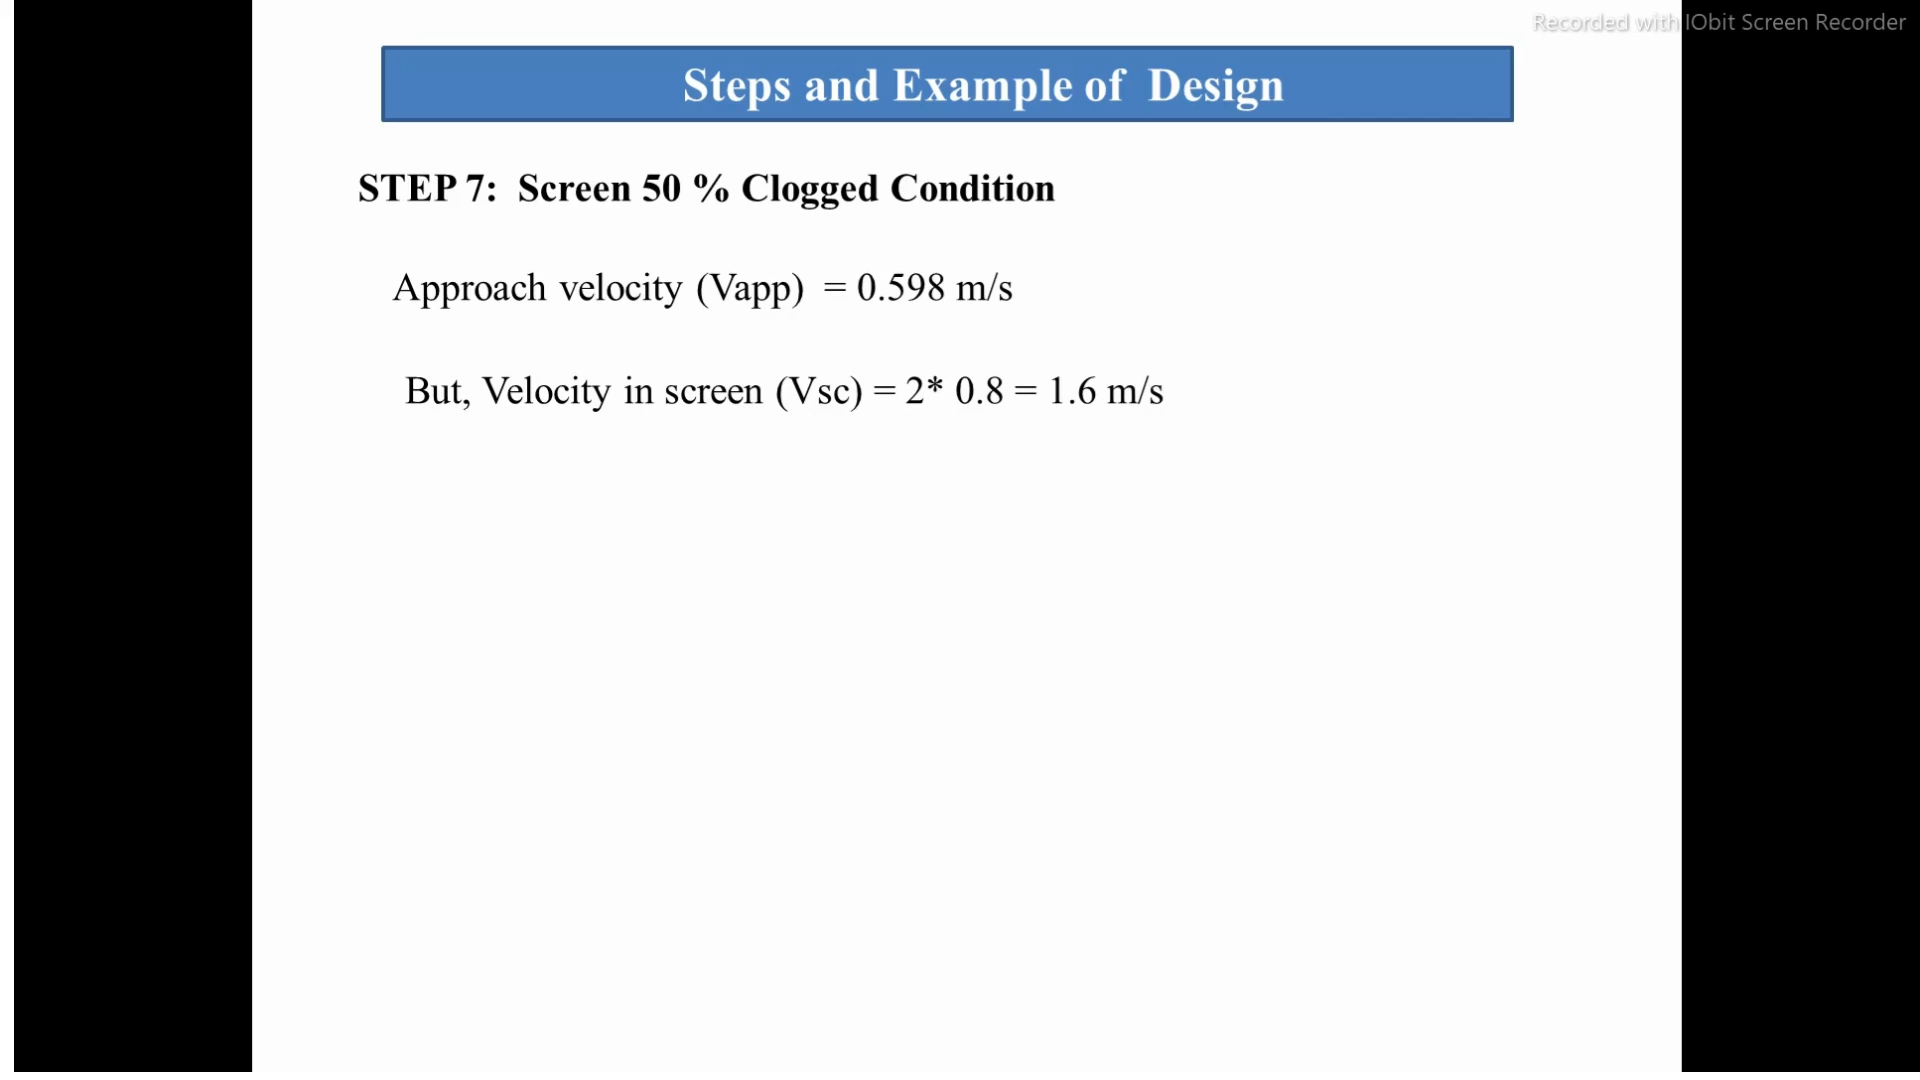 Recorded with IObit Screen Recorder
Steps and Example of Design
STEP 7: Screen 50 % Clogged Condition
Approach velocity (Vapp) = 0.598 m/s
But, Velocity in screen (Vsc) = 2* 0.8 = 1.6 m/s